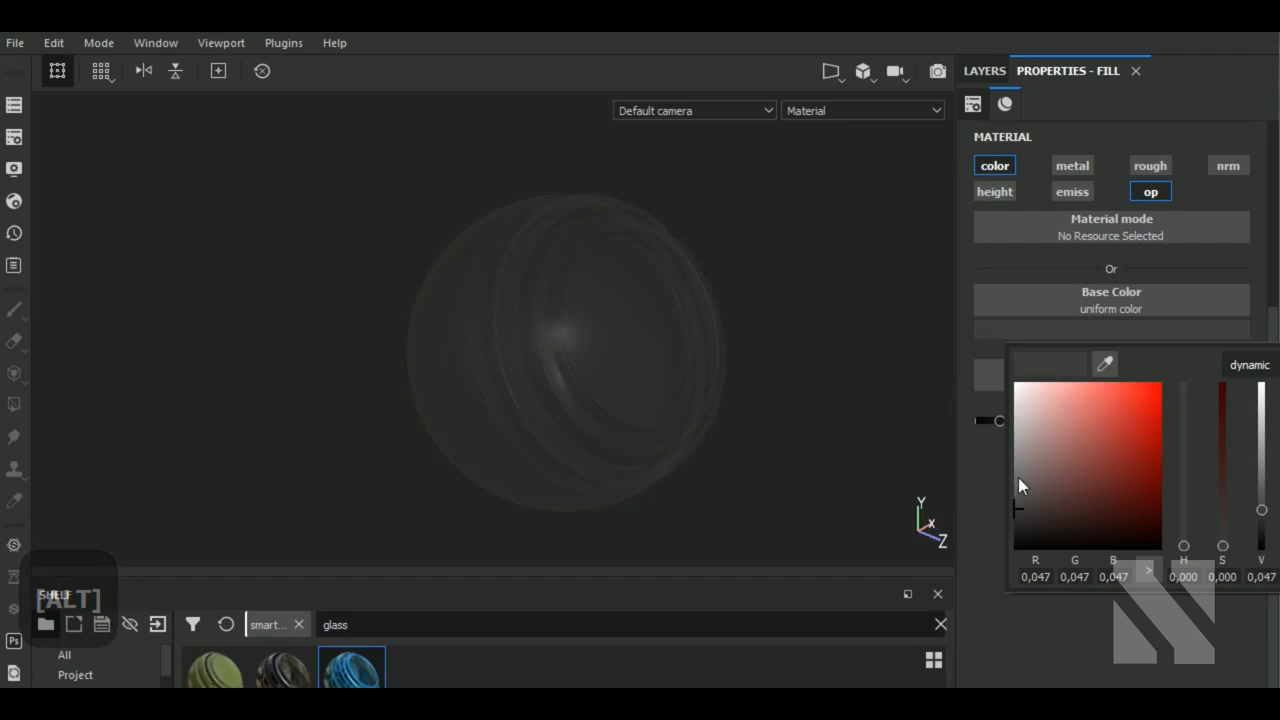 File Edit Mode Window Viewport Plugins Help
LAYERS PROPERTIES - FILL
Default camera Material
MATERIAL
color metal rough nrm
height emiss op
Material mode
No Resource Selected
Or
Base Color
uniform color
dynamic
R G B H S V
0,047 0,047 0,047 > 0,000 0,000 0,047
Y
X
Z
SHELF
[ALT]
smart... glass
Ps
All
Project